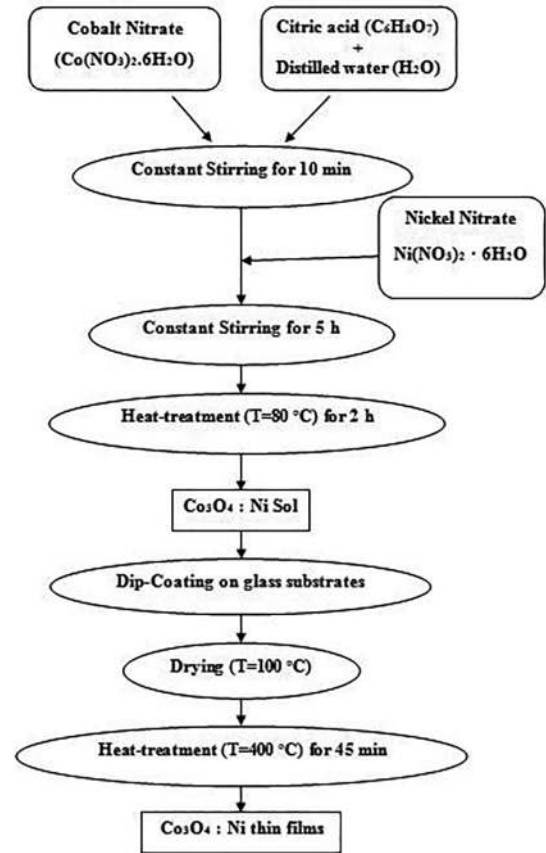 Cobalt Nitrate
(Co(NO₃)₂.6H₂O)
Citric acid (C₆H₈O₇)
+
Distilled water (H₂O)
Constant Stirring for 10 min
Nickel Nitrate
Ni(NO₃)₂ · 6H₂O
Constant Stirring for 5 h
Heat-treatment (T=80 °C) for 2 h
Co₃O₄ : Ni Sol
Dip-Coating on glass substrates
Drying (T=100 °C)
Heat-treatment (T=400 °C) for 45 min
Co₃O₄ : Ni thin films